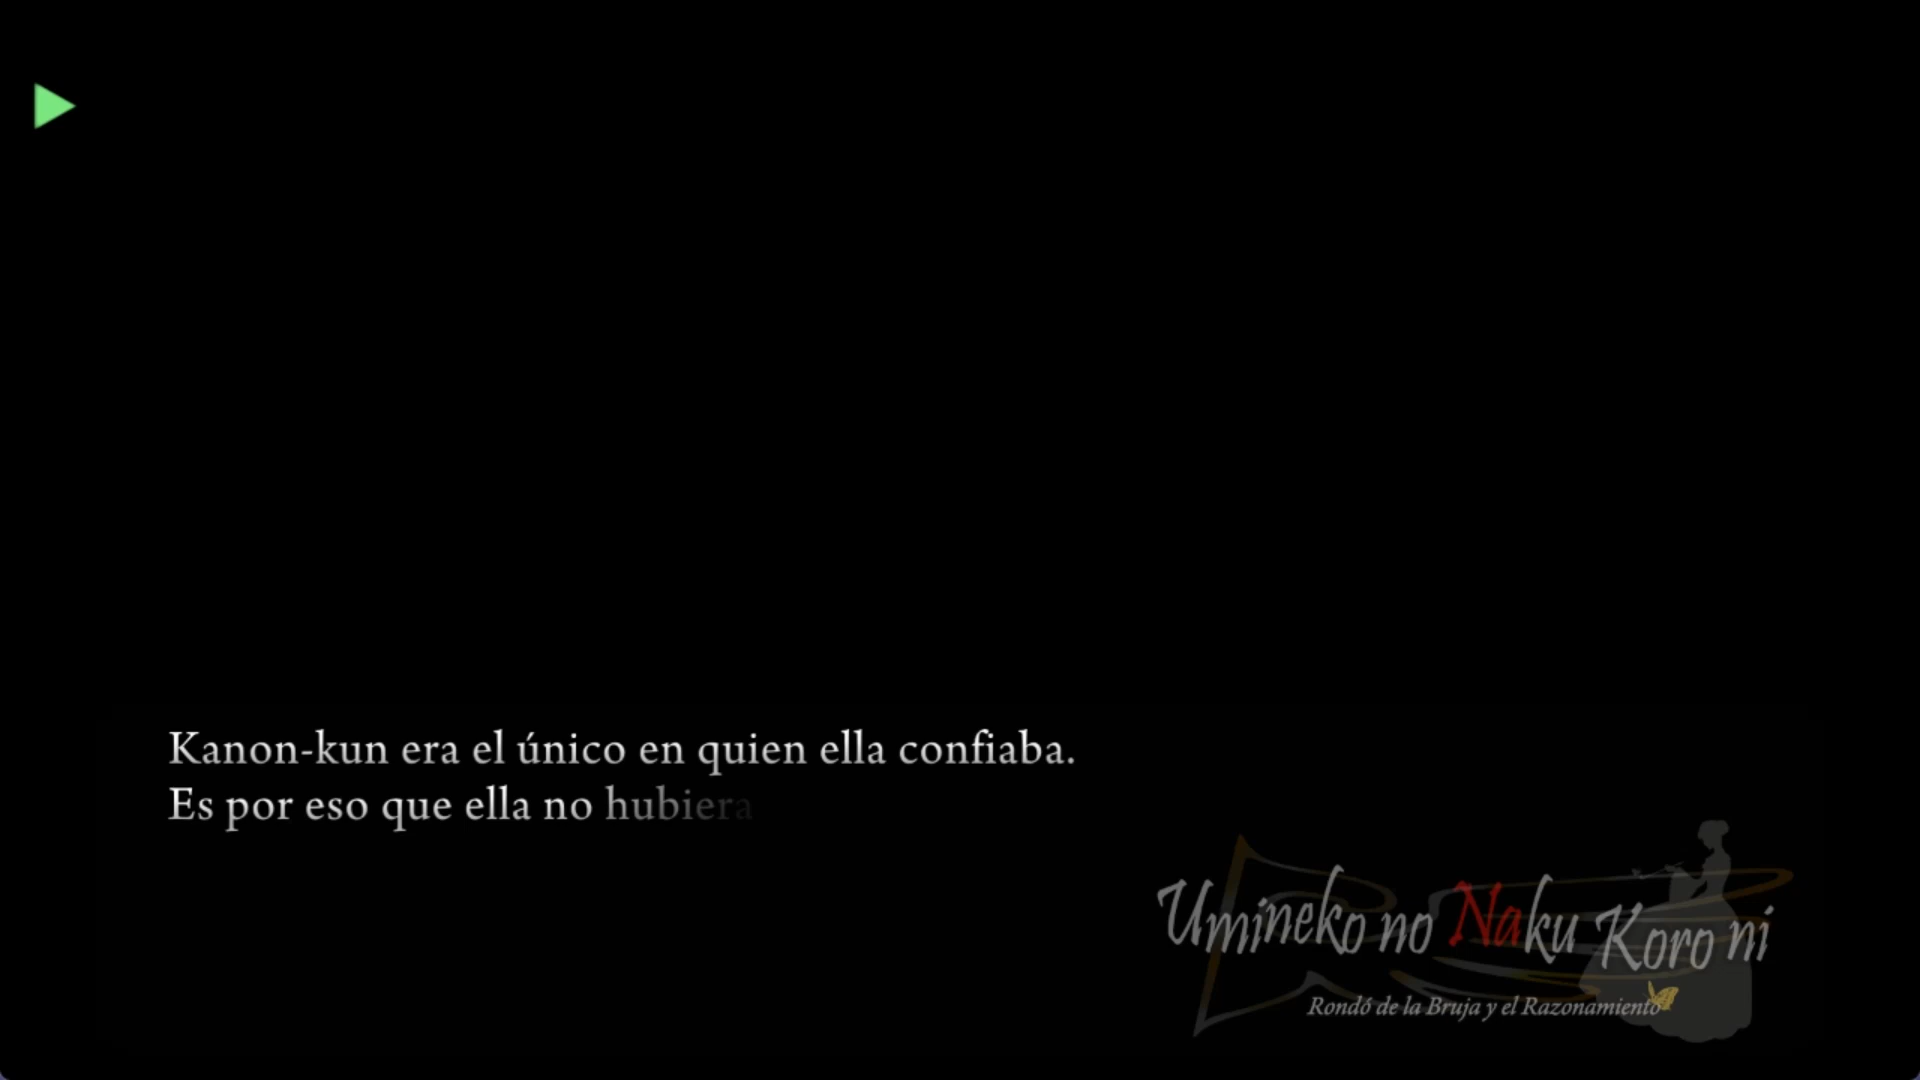 Kanon-kun era el único en quien ella confiaba.
Es por eso que ella no hubiera
Umineko no Naku Koro ni
Rondó de la Bruja y el Razonamiento